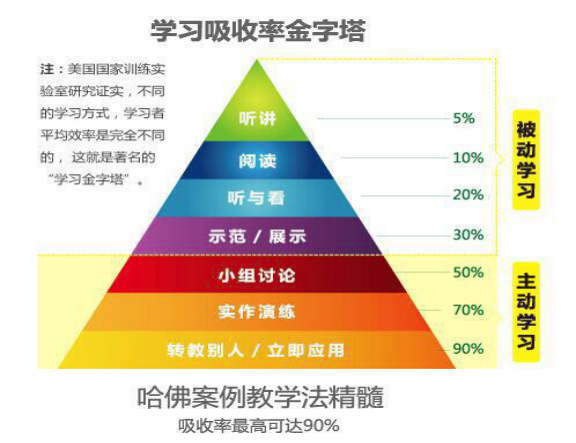 学习吸收率金字塔
注：美国国家训练实
验室研究证实，不同
的学习方式，学习者
平均效率是完全不同
的，这就是著名的
“学习金字塔”。
听讲 5%
阅读 10%
听与看 20%
示范 / 展示 30%
被动学习
小组讨论 50%
实作演练 70%
转教别人 / 立即应用 90%
主动学习
哈佛案例教学法精髓
吸收率最高可达90%